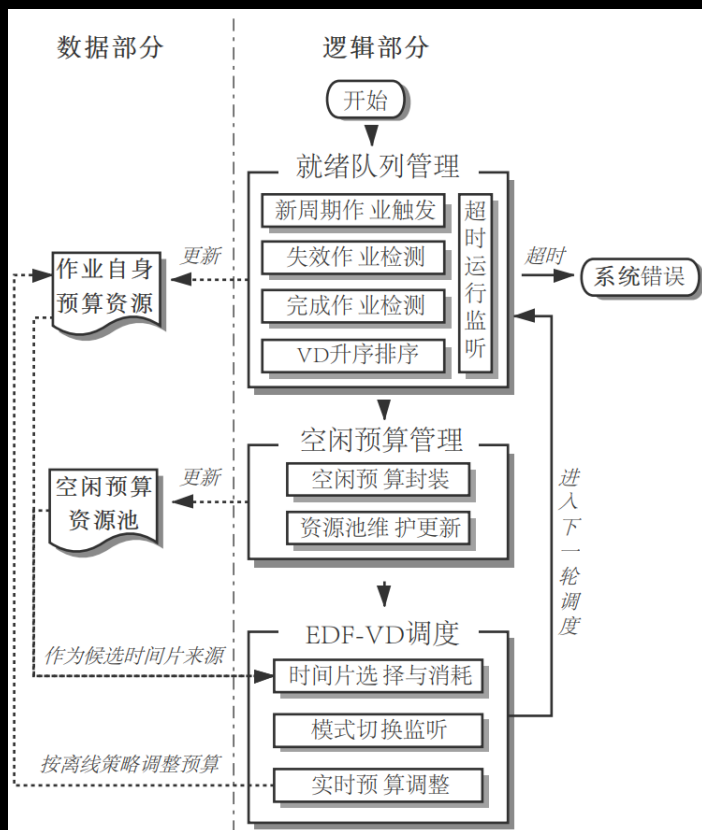 数据部分
逻辑部分
开始
就绪队列管理
新周期作业触发
失效作业检测
完成作业检测
VD升序排序
超时运行监听
超时
系统错误
更新
作业自身
预算资源
空闲预算管理
空闲预算封装
资源池维护更新
更新
空闲预算
资源池
进入下一轮调度
EDF-VD调度
时间片选择与消耗
模式切换监听
实时预算调整
作为候选时间片来源
按离线策略调整预算